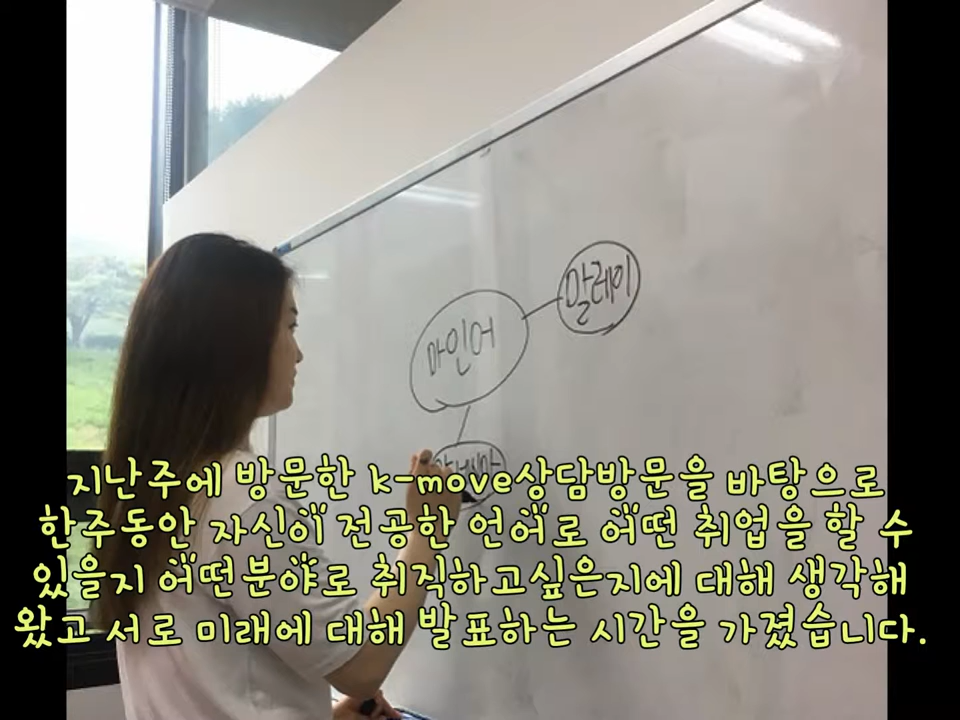 말레이
마인어
지난주에 방문한 k-move상담방문을 바탕으로
한주동안 자신이 전공한 언어로 어떤 취업을 할 수
있을지 어떤분야로 취직하고싶은지에 대해 생각해
왔고 서로 미래에 대해 발표하는 시간을 가졌습니다.